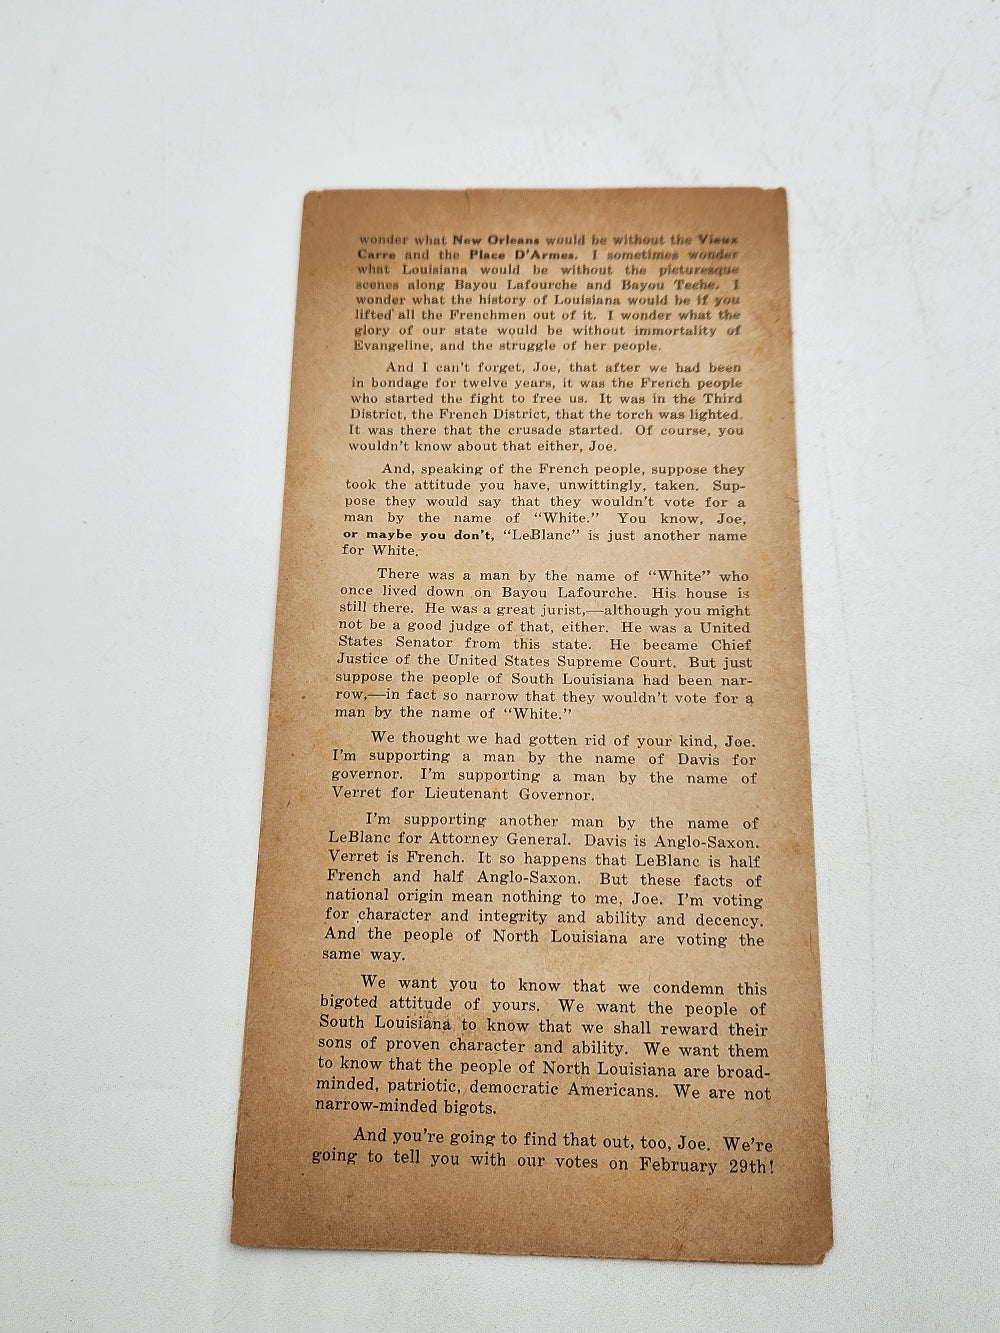 wonder what New Orleans would be without the Vieux
Carre and the Place D'Armes. I sometimes wonder
what Louisiana would be without the picturesque
scenes along Bayou Lafourche and Bayou Teche. I
wonder what the history of Louisiana would be if you
lifted all the Frenchmen out of it. I wonder what the
glory of our state would be without immortality of
Evangeline, and the struggle of her people.
And I can't forget, Joe, that after we had been
in bondage for twelve years, it was the French people
who started the fight to free us. It was in the Third
District, the French District, that the torch was lighted.
It was there that the crusade started. Of course, you
wouldn't know about that either, Joe.
And, speaking of the French people, suppose they
took the attitude you have, unwittingly, taken. Sup-
pose they would say that they wouldn't vote for a
man by the name of "White." You know, Joe,
or maybe you don't, "LeBlanc" is just another name
for White.
There was a man by the name of "White" who
once lived down on Bayou Lafourche. His house is
still there. He was a great jurist,—although you might
not be a good judge of that, either. He was a United
States Senator from this state. He became Chief
Justice of the United States Supreme Court. But just
suppose the people of South Louisiana had been nar-
row,—in fact so narrow that they wouldn't vote for a
man by the name of "White."
We thought we had gotten rid of your kind, Joe.
I'm supporting a man by the name of Davis for
governor. I'm supporting a man by the name of
Verret for Lieutenant Governor.
I'm supporting another man by the name of
LeBlanc for Attorney General. Davis is Anglo-Saxon.
Verret is French. It so happens that LeBlanc is half
French and half Anglo-Saxon. But these facts of
national origin mean nothing to me, Joe. I'm voting
for character and integrity and ability and decency.
And the people of North Louisiana are voting the
same way.
We want you to know that we condemn this
bigoted attitude of yours. We want the people of
South Louisiana to know that we shall reward their
sons of proven character and ability. We want them
to know that the people of North Louisiana are broad-
minded, patriotic, democratic Americans. We are not
narrow-minded bigots.
And you're going to find that out, too, Joe. We're
going to tell you with our votes on February 29th!